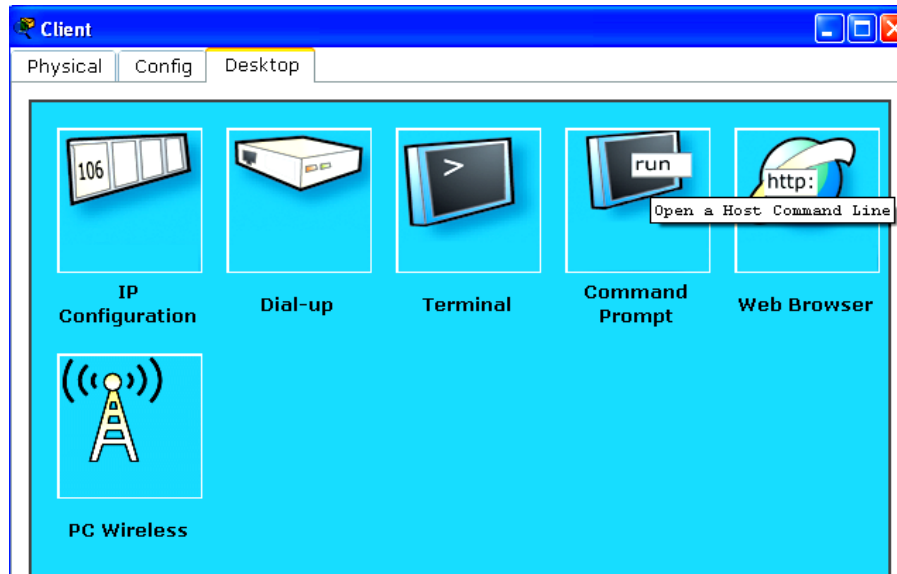 Client
Physical Config Desktop
106
>
run
http:
Open a Host Command Line
IP
Configuration
Dial-up
Terminal
Command
Prompt
Web Browser
PC Wireless